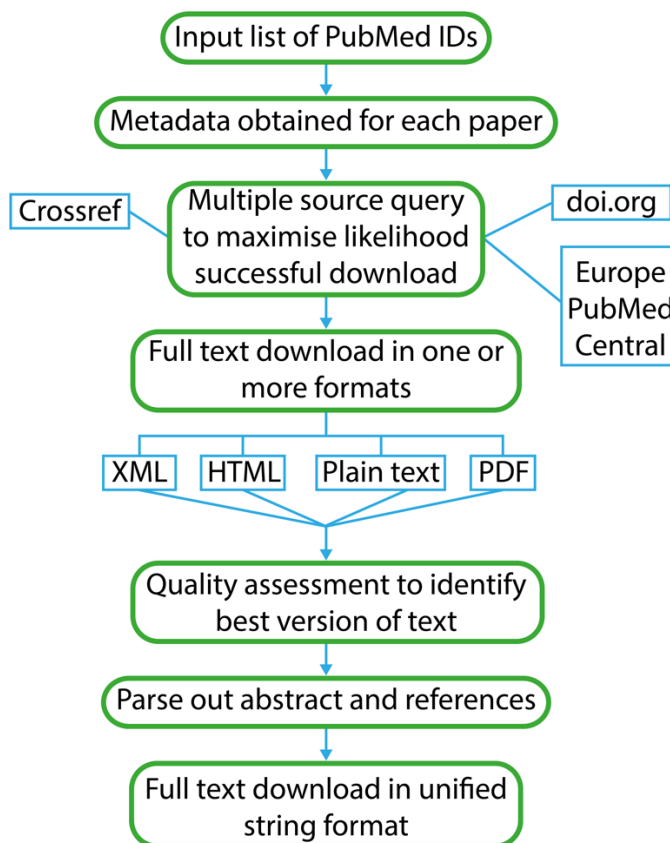 Input list of PubMed IDs
Metadata obtained for each paper
Crossref
Multiple source query
to maximise likelihood
successful download
doi.org
Europe
PubMed
Central
Full text download in one or
more formats
XML
HTML
Plain text
PDF
Quality assessment to identify
best version of text
Parse out abstract and references
Full text download in unified
string format